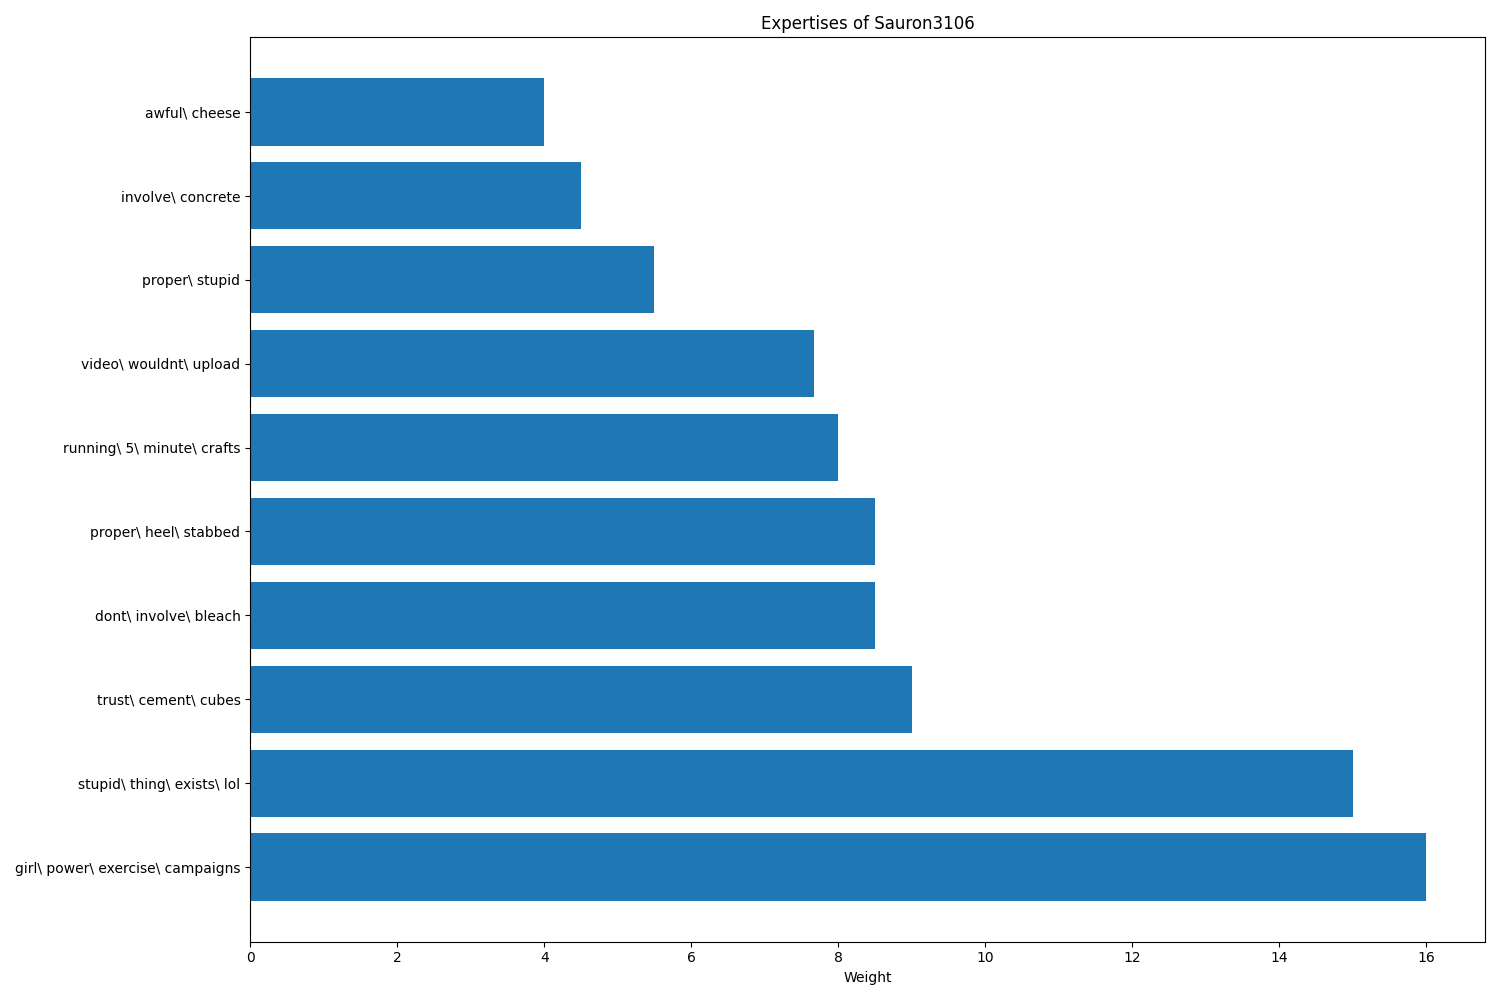 Expertises of Sauron3106
awful\ cheese
involve\ concrete
proper\ stupid
video\ wouldnt\ upload
running\ 5\ minute\ crafts
proper\ heel\ stabbed
dont\ involve\ bleach
trust\ cement\ cubes
stupid\ thing\ exists\ lol
girl\ power\ exercise\ campaigns
0 2 4 6 8 10 12 14 16
Weight